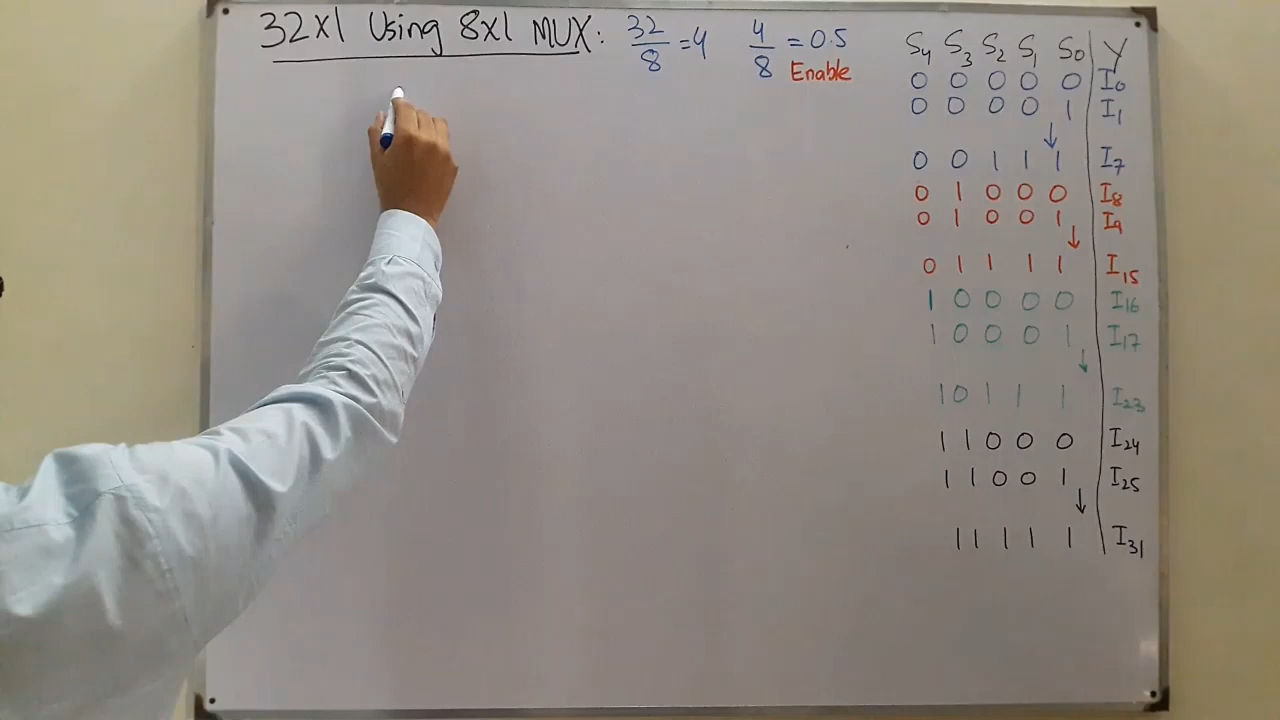 32X1 Using 8X1 MUX: 32/8 = 4 4/8 = 0.5
Enable
S4 S3 S2 S1 S0 Y
0 0 0 0 0 I0
0 0 0 0 1 I1
↓
0 0 1 1 1 I7
0 1 0 0 0 I8
0 1 0 0 1 I9
↓
0 1 1 1 1 I15
1 0 0 0 0 I16
1 0 0 0 1 I17
↓
1 0 1 1 1 I23
1 1 0 0 0 I24
1 1 0 0 1 I25
↓
1 1 1 1 1 I31